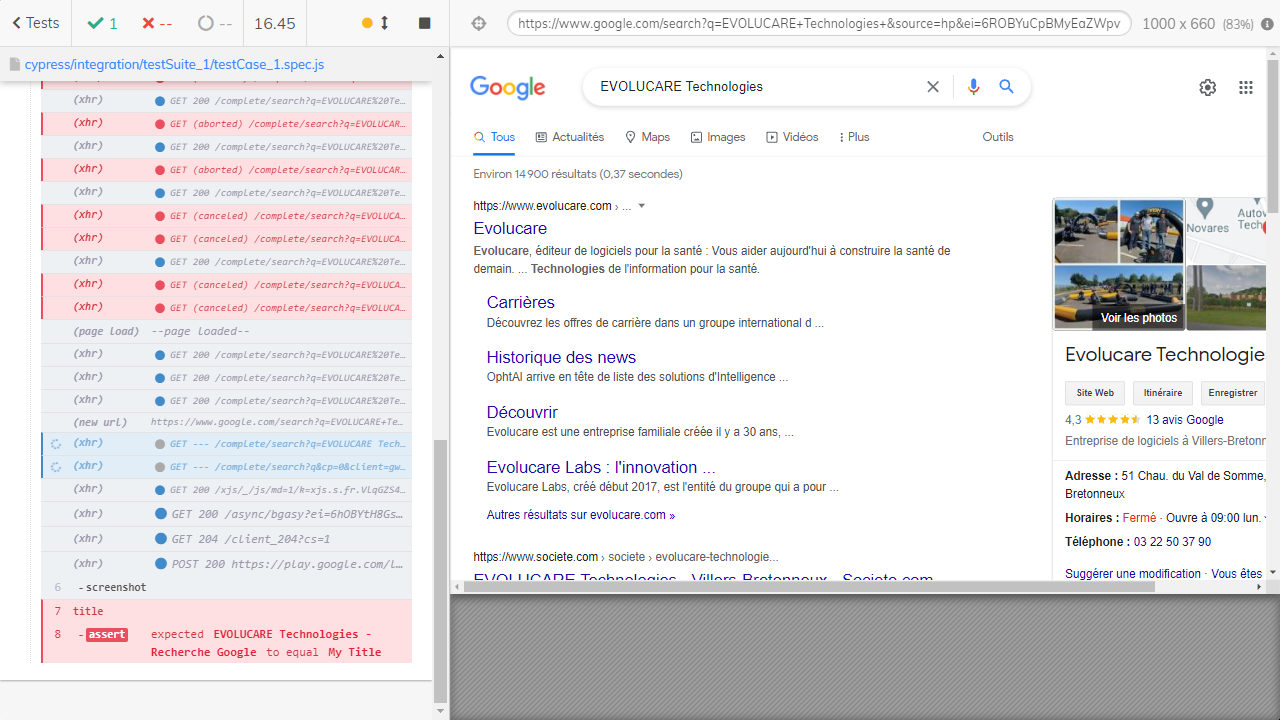 Tests
1
--
--
16.45
https://www.google.com/search?q=EVOLUCARE+Technologies+&source=hp&ei=6ROBYuCpBMyEaZWpv
1000 x 660 (83%)
cypress/integration/testSuite_1/testCase_1.spec.js
(xhr) GET 200 /complete/search?q=EVOLUCARE%20Te…
(xhr) GET (aborted) /complete/search?q=EVOLUCAR…
(xhr) GET 200 /complete/search?q=EVOLUCARE%20Te…
(xhr) GET (aborted) /complete/search?q=EVOLUCAR…
(xhr) GET 200 /complete/search?q=EVOLUCARE%20Te…
(xhr) GET (canceled) /complete/search?q=EVOLUCA…
(xhr) GET (canceled) /complete/search?q=EVOLUCA…
(xhr) GET 200 /complete/search?q=EVOLUCARE%20Te…
(xhr) GET (canceled) /complete/search?q=EVOLUCA…
(xhr) GET (canceled) /complete/search?q=EVOLUCA…
(page load) --page loaded--
(xhr) GET 200 /complete/search?q=EVOLUCARE%20Te…
(xhr) GET 200 /complete/search?q=EVOLUCARE%20Te…
(xhr) GET 200 /complete/search?q=EVOLUCARE%20Te…
(new url) https://www.google.com/search?q=EVOLUCARE+Te…
(xhr) GET --- /complete/search?q=EVOLUCARE Tech…
(xhr) GET --- /complete/search?q&cp=0&client=gw…
(xhr) GET 200 /xjs/_/js/md=1/k=xjs.s.fr.VLqGZS4…
(xhr) GET 200 /async/bgasy?ei=6hOBYtH8Gs…
(xhr) GET 204 /client_204?cs=1
(xhr) POST 200 https://play.google.com/l…
6 -screenshot
7 title
8 -assert expected EVOLUCARE Technologies -
Recherche Google to equal My Title
Google
EVOLUCARE Technologies
Tous
Actualités
Maps
Images
Vidéos
Plus
Outils
Environ 14 900 résultats (0,37 secondes)
https://www.evolucare.com › ...
Evolucare
Evolucare, éditeur de logiciels pour la santé : Vous aider aujourd'hui à construire la santé de
demain. ... Technologies de l'information pour la santé.
Carrières
Découvrez les offres de carrière dans un groupe international d ...
Historique des news
OphtAI arrive en tête de liste des solutions d'Intelligence ...
Découvrir
Evolucare est une entreprise familiale créée il y a 30 ans, ...
Evolucare Labs : l'innovation ...
Evolucare Labs, créé début 2017, est l'entité du groupe qui a pour ...
Autres résultats sur evolucare.com »
https://www.societe.com › societe › evolucare-technologie...
EVOLUCARE Technologies - Villers-Bretonneux - Societe.com
Novares
Autov
Tech
Voir les photos
Evolucare Technologie
Site Web
Itinéraire
Enregistrer
4,3
13 avis Google
Entreprise de logiciels à Villers-Bretonn
Adresse : 51 Chau. du Val de Somme,
Bretonneux
Horaires : Fermé · Ouvre à 09:00 lun.
Téléphone : 03 22 50 37 90
Suggérer une modification · Vous êtes